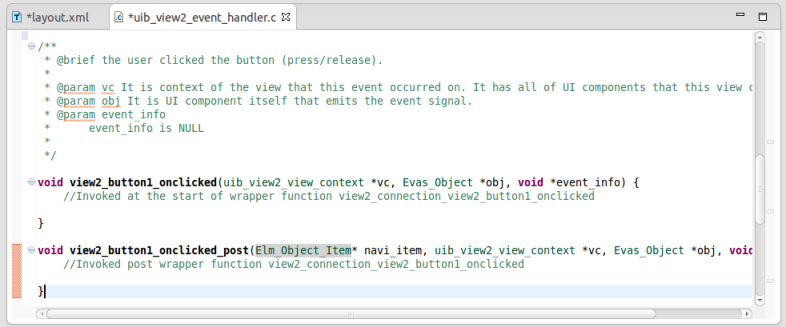 *layout.xml *uib_view2_event_handler.c
/**
* @brief the user clicked the button (press/release).
*
* @param vc It is context of the view that this event occurred on. It has all of UI components that this view c
* @param obj It is UI component itself that emits the event signal.
* @param event_info
* event_info is NULL
*
*/
void view2_button1_onclicked(uib_view2_view_context *vc, Evas_Object *obj, void *event_info) {
//Invoked at the start of wrapper function view2_connection_view2_button1_onclicked
}
void view2_button1_onclicked_post(Elm_Object_Item* navi_item, uib_view2_view_context *vc, Evas_Object *obj, void
//Invoked post wrapper function view2_connection_view2_button1_onclicked
}